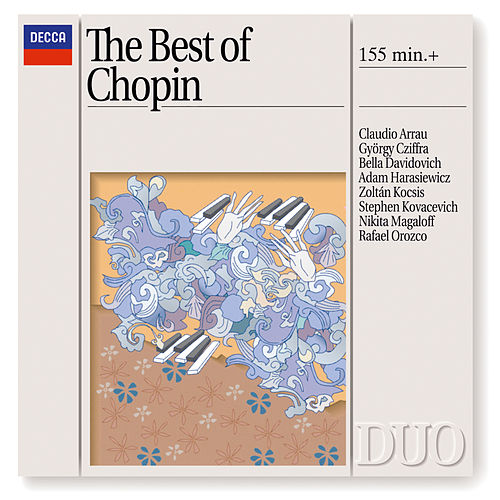 DECCA
The Best of
Chopin
155 min.+
Claudio Arrau
György Cziffra
Bella Davidovich
Adam Harasiewicz
Zoltán Kocsis
Stephen Kovacevich
Nikita Magaloff
Rafael Orozco
DUO